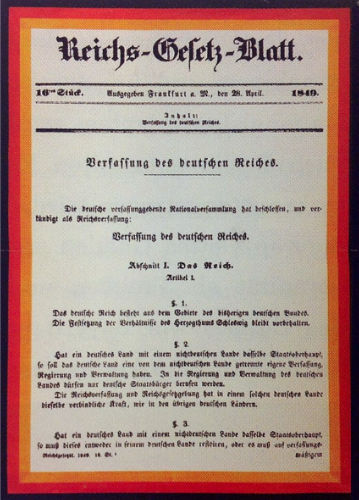 Reichs-Gesetz-Blatt.
16tes Stück. Ausgegeben Frankfurt a. M., den 28. April. 1849.
Inhalt:
Verfassung des deutschen Reiches.
Verfassung des deutschen Reiches.
Die deutsche verfassunggebende Nationalversammlung hat beschlossen, und ver-
kündigt als Reichsverfassung:
Verfassung des deutschen Reiches.
Abschnitt I. Das Reich.
Artikel 1.
§. 1.
Das deutsche Reich besteht aus dem Gebiete des bisherigen deutschen Bundes.
Die Festsetzung der Verhältnisse des Herzogthums Schleswig bleibt vorbehalten.
§. 2
Hat ein deutsches Land mit einem nichtdeutschen Lande dasselbe Staatsoberhaupt,
so soll das deutsche Land eine von dem nichtdeutschen Lande getrennte eigene Verfassung,
Regierung und Verwaltung haben. In die Regierung und Verwaltung des deutschen
Landes dürfen nur deutsche Staatsbürger berufen werden.
Die Reichsverfassung und Reichsgesetzgebung hat in einem solchen deutschen Lande
dieselbe verbindliche Kraft, wie in den übrigen deutschen Ländern.
§. 3.
Hat ein deutsches Land mit einem nichtdeutschen Lande dasselbe Staatsoberhaupt,
so muß dieses entweder in seinem deutschen Lande residiren, oder es muß auf verfassungs-
Reichsgesetzbl. 1849. 16. St. mäßigem